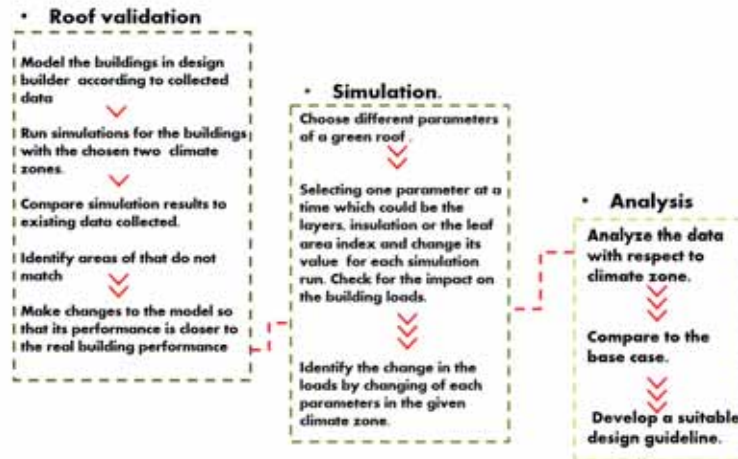 • Roof validation
Model the buildings in design
builder according to collected
data
Run simulations for the buildings
with the chosen two climate
zones.
Compare simulation results to
existing data collected.
Identify areas of that do not
match
Make changes to the model so
that its performance is closer to
the real building performance
• Simulation.
Choose different parameters
of a green roof .
Selecting one parameter at a
time which could be the
layers, insulation or the leaf
area index and change its
value for each simulation
run. Check for the impact on
the building loads.
Identify the change in the
loads by changing of each
parameters in the given
climate zone.
• Analysis
Analyze the data
with respect to
climate zone.
Compare to the
base case.
Develop a suitable
design guideline.